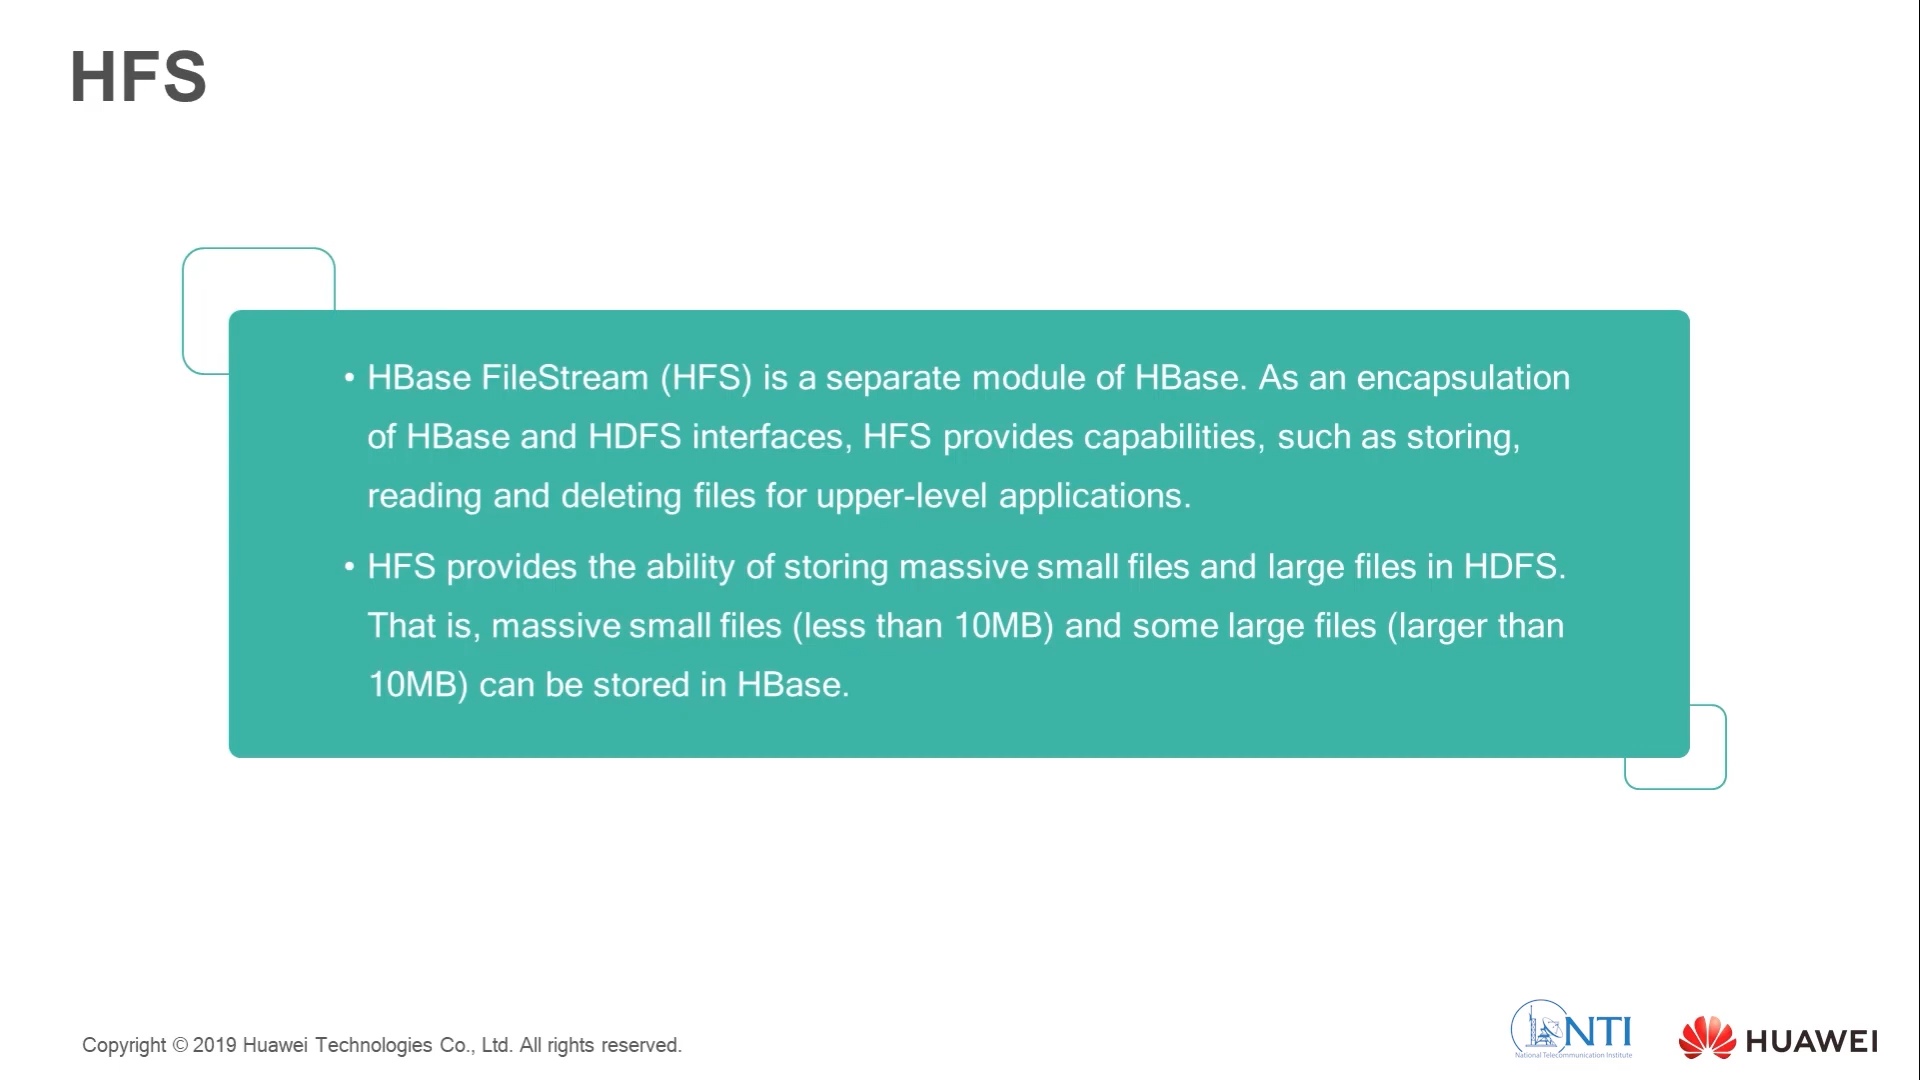 HFS
• HBase FileStream (HFS) is a separate module of HBase. As an encapsulation
of HBase and HDFS interfaces, HFS provides capabilities, such as storing,
reading and deleting files for upper-level applications.
• HFS provides the ability of storing massive small files and large files in HDFS.
That is, massive small files (less than 10MB) and some large files (larger than
10MB) can be stored in HBase.
Copyright © 2019 Huawei Technologies Co., Ltd. All rights reserved.
NTI
National Telecommunication Institute
HUAWEI